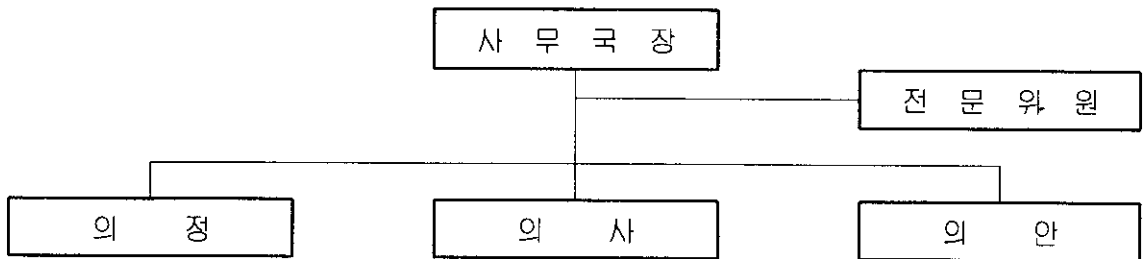 사 무 국 장
전 문 위 원
의 정
의 사
의 안